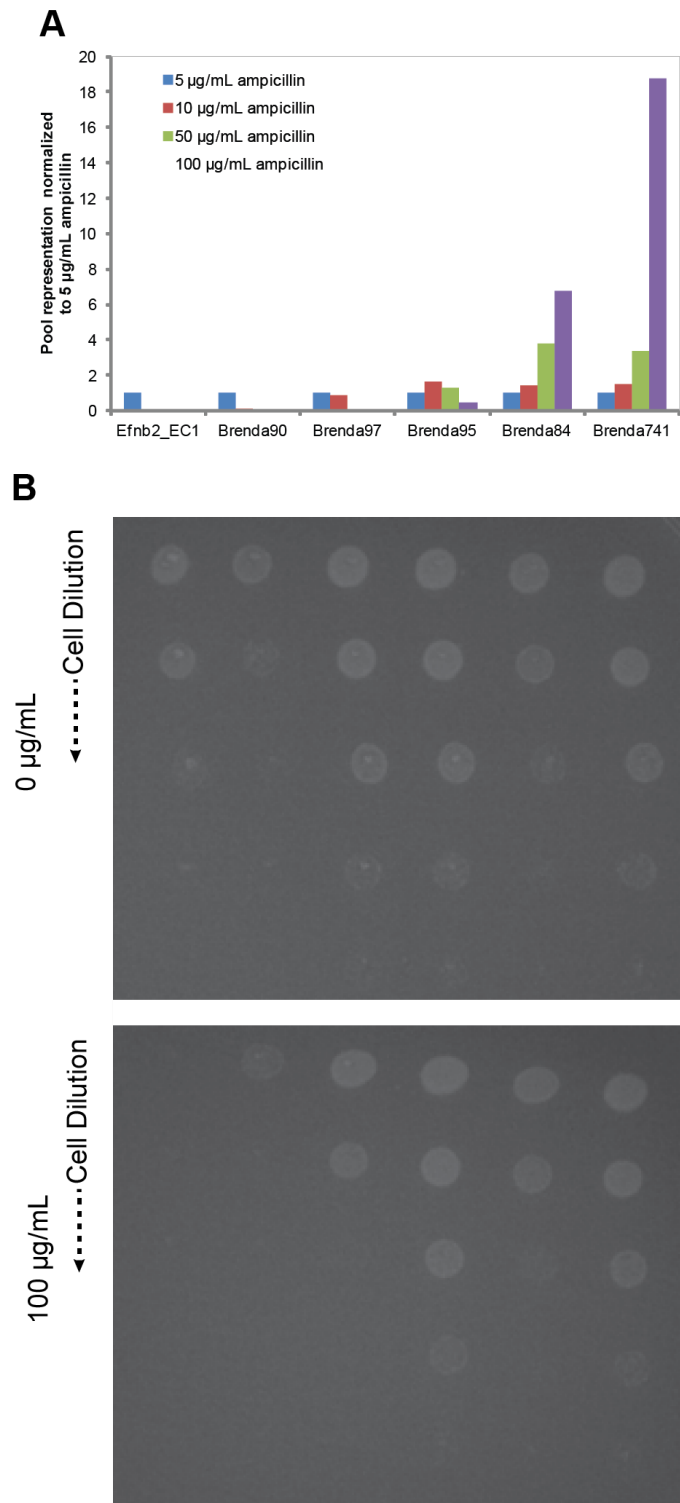 A
Pool representation normalized
to 5 µg/mL ampicillin
20
18
16
14
12
10
8
6
4
2
0
5 µg/mL ampicillin
10 µg/mL ampicillin
50 µg/mL ampicillin
100 µg/mL ampicillin
Efnb2_EC1 Brenda90 Brenda97 Brenda95 Brenda84 Brenda741
B
0 µg/mL
Cell Dilution
100 µg/mL
Cell Dilution